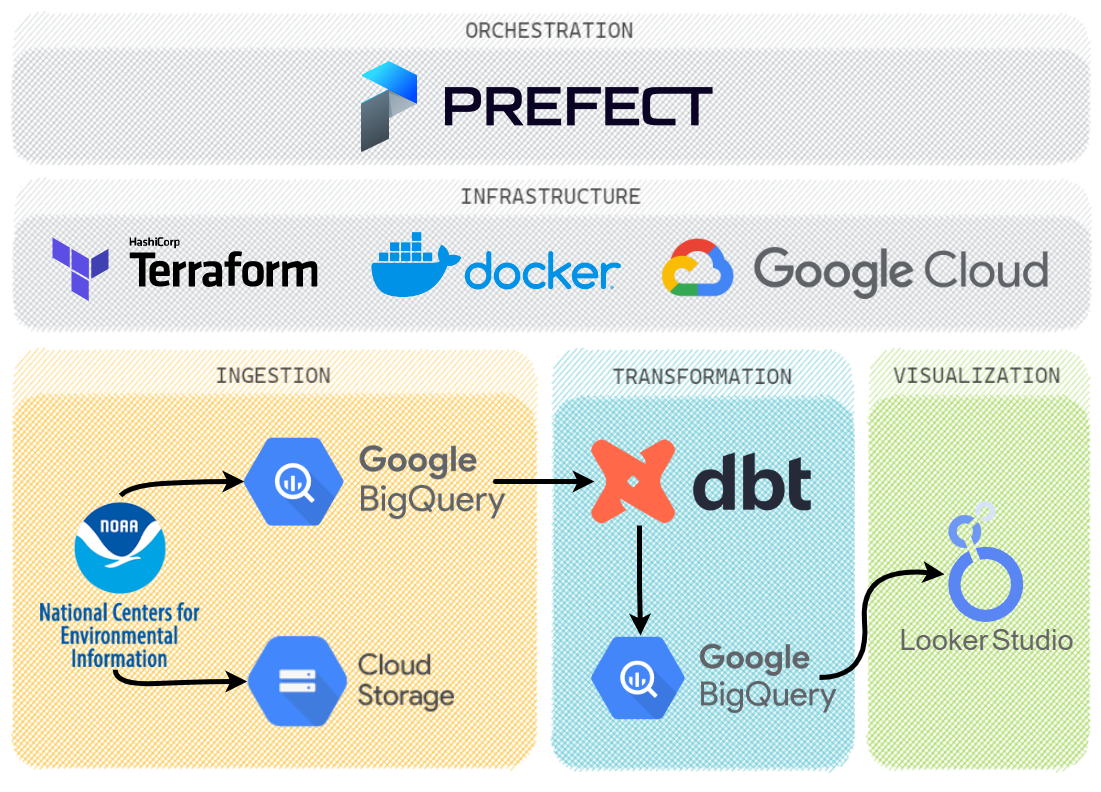 ORCHESTRATION
PREFECT
INFRASTRUCTURE
HashiCorp
Terraform
docker
Google Cloud
INGESTION
Google
BigQuery
NOAA
National Centers for
Environmental
Information
Cloud
Storage
TRANSFORMATION
dbt
Google
BigQuery
VISUALIZATION
Looker Studio